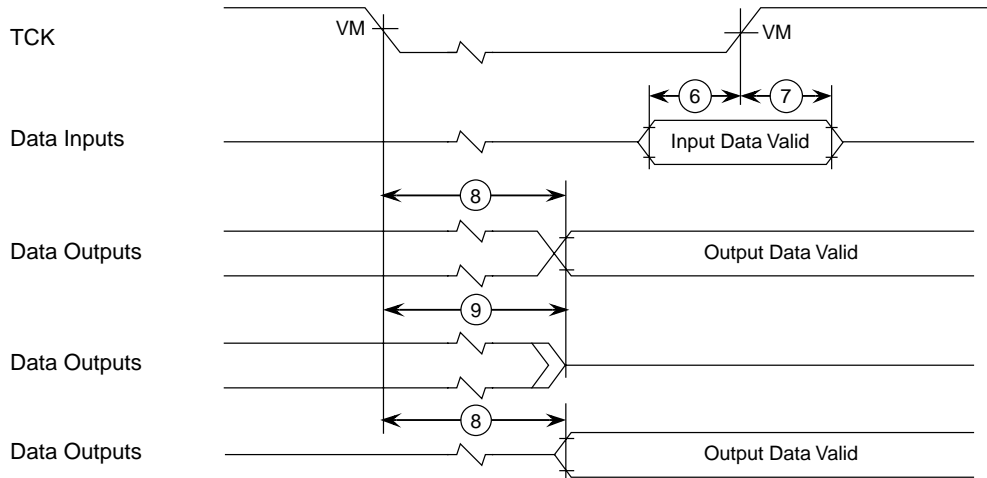 TCK
VM
VM
6
7
Data Inputs
Input Data Valid
8
Data Outputs
Output Data Valid
9
Data Outputs
8
Data Outputs
Output Data Valid